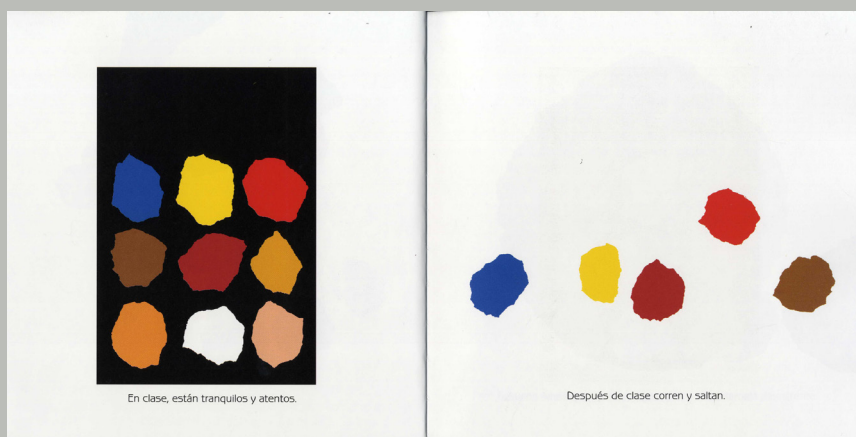 En clase, están tranquilos y atentos.
Después de clase corren y saltan.